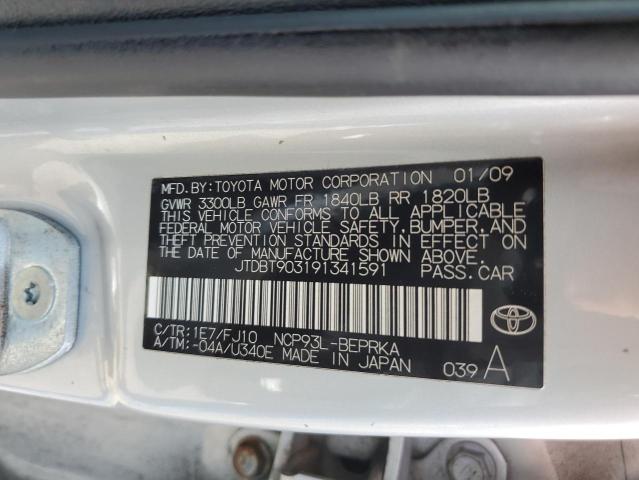 MFD.BY:TOYOTA MOTOR CORPORATION 01/09
GVWR 3300LB GAWR FR 1840LB RR 1820LB
THIS VEHICLE CONFORMS TO ALL APPLICABLE
FEDERAL MOTOR VEHICLE SAFETY,BUMPER,AND
THEFT PREVENTION STANDARDS IN EFFECT ON
THE DATE OF MANUFACTURE SHOWN ABOVE.
JTDBT903191341591 PASS.CAR
C/TR:1E7/FJ10 NCP93L-BEPRKA
A/TM:-04A/U340E MADE IN JAPAN
039 A